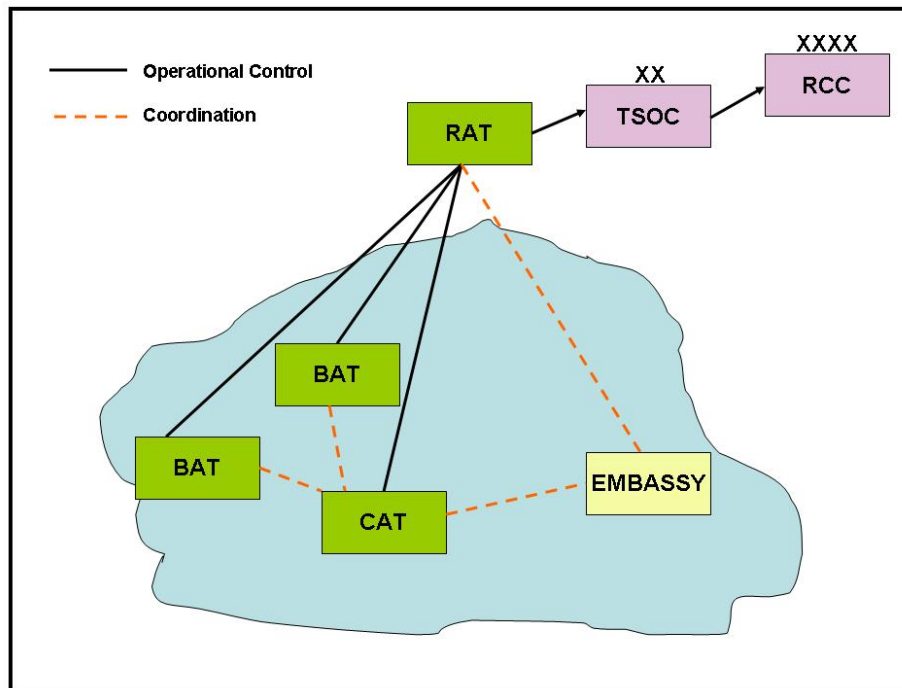 XXXX
Operational Control
XX
RCC
Coordination
TSOC
RAT
BAT
BAT
EMBASSY
CAT